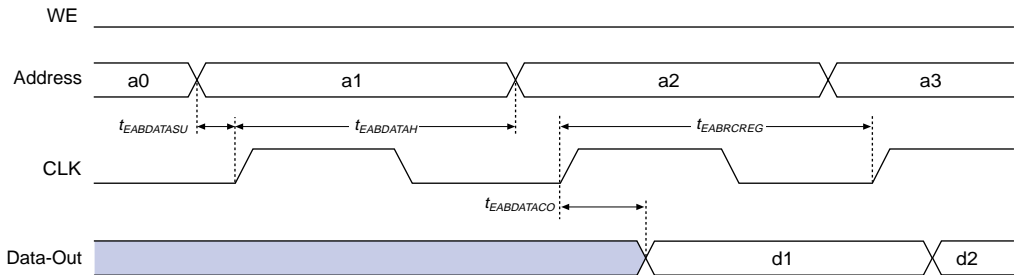 WE
Address a0 a1 a2 a3
tEABDATASU tEABDATAH tEABRCREG
CLK
tEABDATACO
Data-Out d1 d2